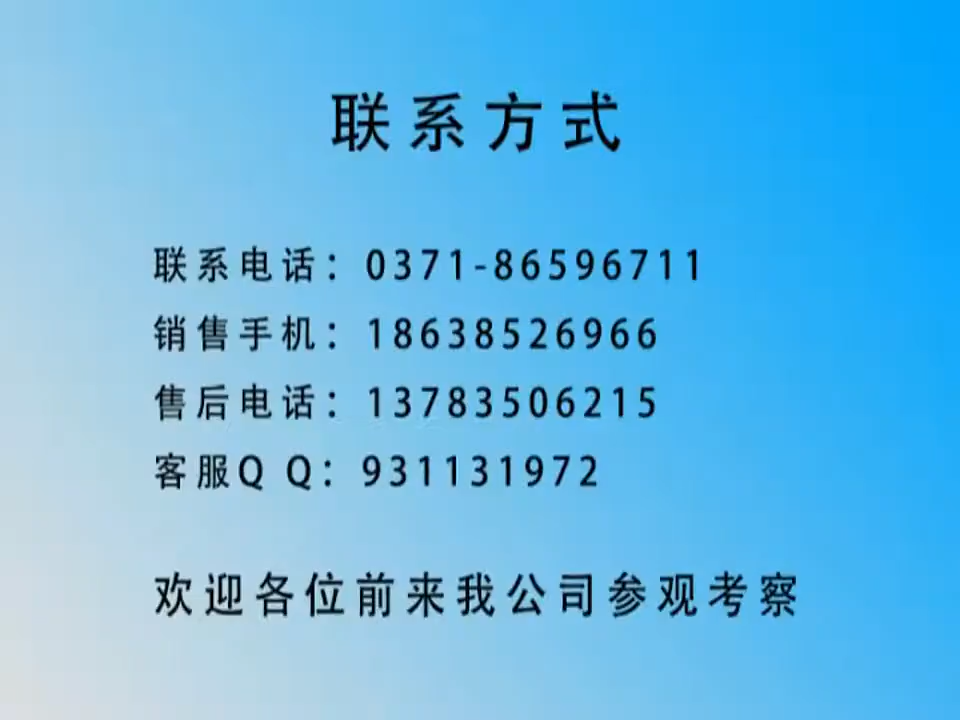 联系方式
联系电话：0371-86596711
销售手机：18638526966
售后电话：13783506215
客服Q Q：931131972
欢迎各位前来我公司参观考察